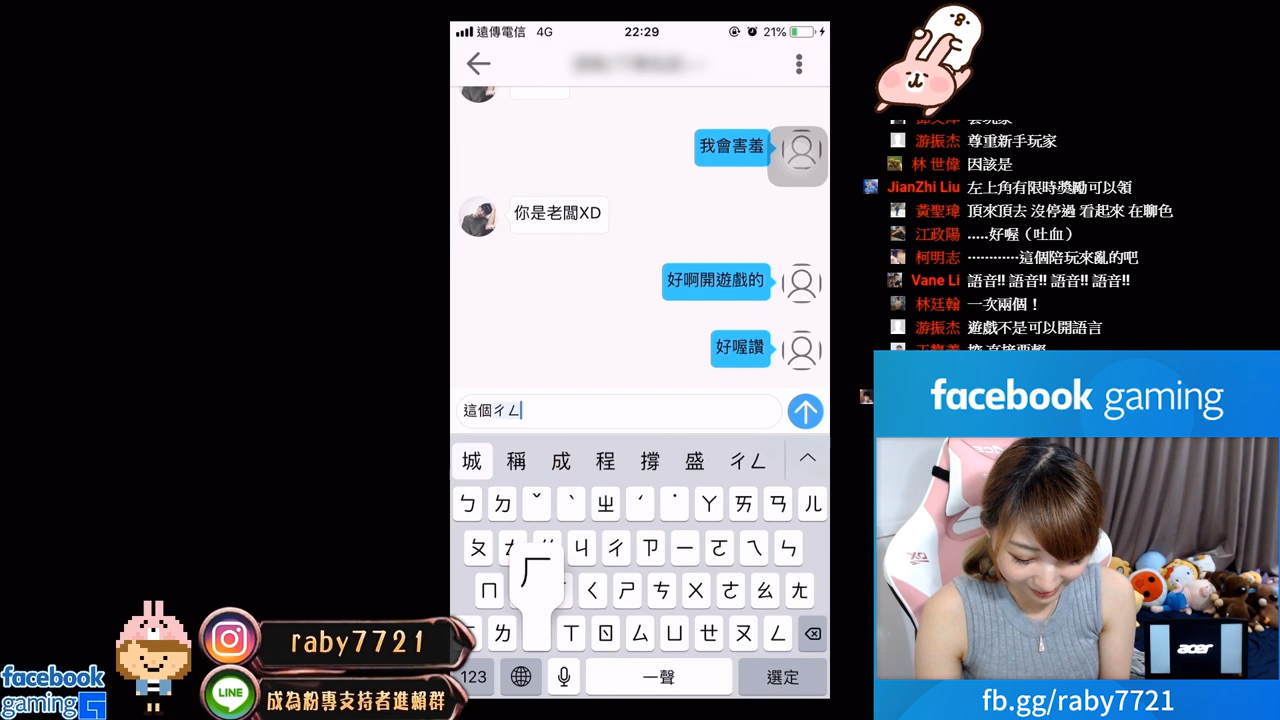 遠傳電信 4G 22:29 21%
我會害羞
你是老闆XD
好啊開遊戲的
好喔讚
這個ㄔㄥ
城 稱 成 程 撐 盛 ㄔㄥ
ㄅ ㄉ ˇ ˋ ㄓ ˊ ˙ ㄚ ㄞ ㄢ ㄦ
ㄆ ㄐ ㄔ ㄗ ㄧ ㄛ ㄟ ㄣ
ㄇ ㄏ ㄑ ㄕ ㄘ ㄨ ㄜ ㄠ ㄤ
ㄌ ㄒ ㄖ ㄙ ㄩ ㄝ ㄡ ㄥ
123 一聲 選定
游振杰 尊重新手玩家
林 世偉 因該是
JianZhi Liu 左上角有限時獎勵可以領
黃聖瑋 頂來頂去 沒停過 看起來 在聊色
江政陽 .....好喔（吐血）
柯明志 …………這個陪玩來亂的吧
Vane Li 語音!! 語音!! 語音!! 語音!!
林廷翰 一次兩個！
游振杰 遊戲不是可以開語言
facebook gaming
acer
fb.gg/raby7721
facebook
gaming
raby7721
LINE
成為粉專支持者進賴群